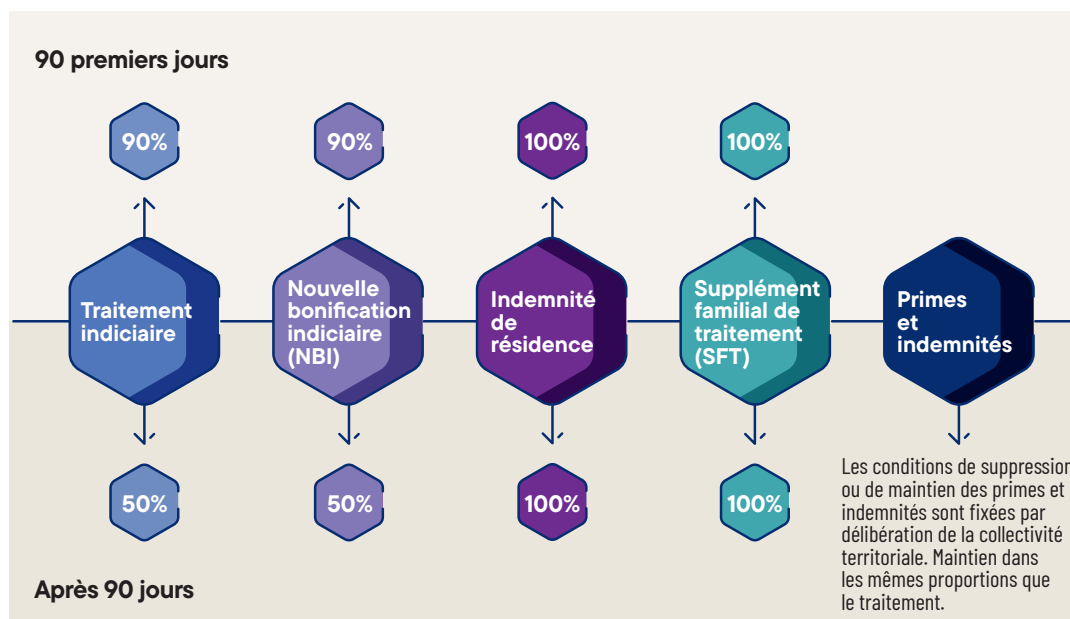 90 premiers jours
90%
90%
100%
100%
Traitement
indiciaire
Nouvelle
bonification
indiciaire
(NBI)
Indemnité
de
résidence
Supplément
familial de
traitement
(SFT)
Primes
et
indemnités
50%
50%
100%
100%
Les conditions de suppression
ou de maintien des primes et
indemnités sont fixées par
délibération de la collectivité
territoriale. Maintien dans
les mêmes proportions que
le traitement.
Après 90 jours